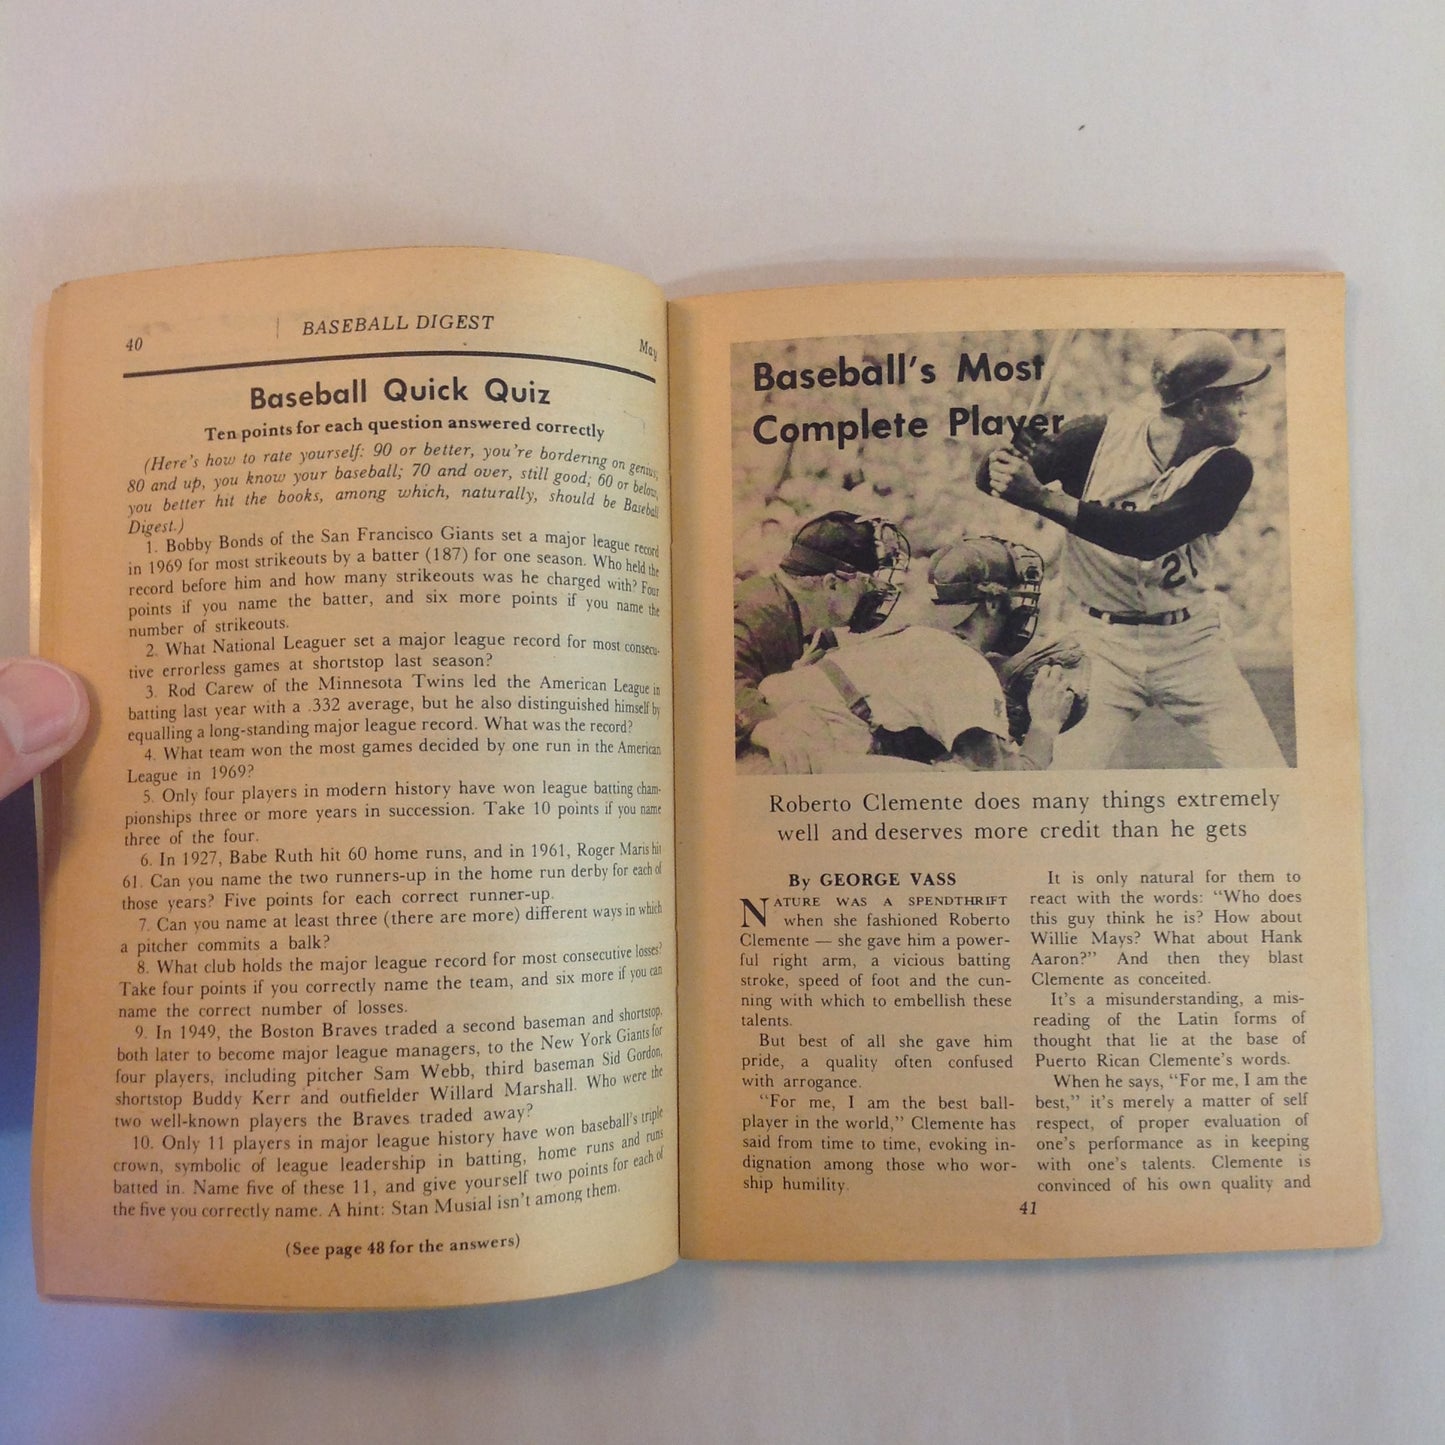 40
BASEBALL DIGEST
May
Baseball Quick Quiz
Ten points for each question answered correctly
(Here's how to rate yourself: 90 or better, you're bordering on genius;
80 and up, you know your baseball; 70 and over, still good; 60 or below,
you better hit the books, among which, naturally, should be Baseball
Digest.)
1. Bobby Bonds of the San Francisco Giants set a major league record
in 1969 for most strikeouts by a batter (187) for one season. Who held the
record before him and how many strikeouts was he charged with? Four
points if you name the batter, and six more points if you name the
number of strikeouts.
2. What National Leaguer set a major league record for most consecu-
tive errorless games at shortstop last season?
3. Rod Carew of the Minnesota Twins led the American League in
batting last year with a .332 average, but he also distinguished himself by
equalling a long-standing major league record. What was the record?
4. What team won the most games decided by one run in the American
League in 1969?
5. Only four players in modern history have won league batting cham-
pionships three or more years in succession. Take 10 points if you name
three of the four.
6. In 1927, Babe Ruth hit 60 home runs, and in 1961, Roger Maris hit
61. Can you name the two runners-up in the home run derby for each of
those years? Five points for each correct runner-up.
7. Can you name at least three (there are more) different ways in which
a pitcher commits a balk?
8. What club holds the major league record for most consecutive losses?
Take four points if you correctly name the team, and six more if you can
name the correct number of losses.
9. In 1949, the Boston Braves traded a second baseman and shortstop,
both later to become major league managers, to the New York Giants for
four players, including pitcher Sam Webb, third baseman Sid Gordon,
shortstop Buddy Kerr and outfielder Willard Marshall. Who were the
two well-known players the Braves traded away?
10. Only 11 players in major league history have won baseball's triple
crown, symbolic of league leadership in batting, home runs and runs
batted in. Name five of these 11, and give yourself two points for each of
the five you correctly name. A hint: Stan Musial isn't among them.
(See page 48 for the answers)
Baseball's Most
Complete Player
21
Roberto Clemente does many things extremely
well and deserves more credit than he gets
By GEORGE VASS
NATURE WAS A SPENDTHRIFT
when she fashioned Roberto
Clemente — she gave him a power-
ful right arm, a vicious batting
stroke, speed of foot and the cun-
ning with which to embellish these
talents.
But best of all she gave him
pride, a quality often confused
with arrogance.
"For me, I am the best ball-
player in the world," Clemente has
said from time to time, evoking in-
dignation among those who wor-
ship humility.
It is only natural for them to
react with the words: "Who does
this guy think he is? How about
Willie Mays? What about Hank
Aaron?" And then they blast
Clemente as conceited.
It's a misunderstanding, a mis-
reading of the Latin forms of
thought that lie at the base of
Puerto Rican Clemente's words.
When he says, "For me, I am the
best," it's merely a matter of self
respect, of proper evaluation of
one's performance as in keeping
with one's talents. Clemente is
convinced of his own quality and
41